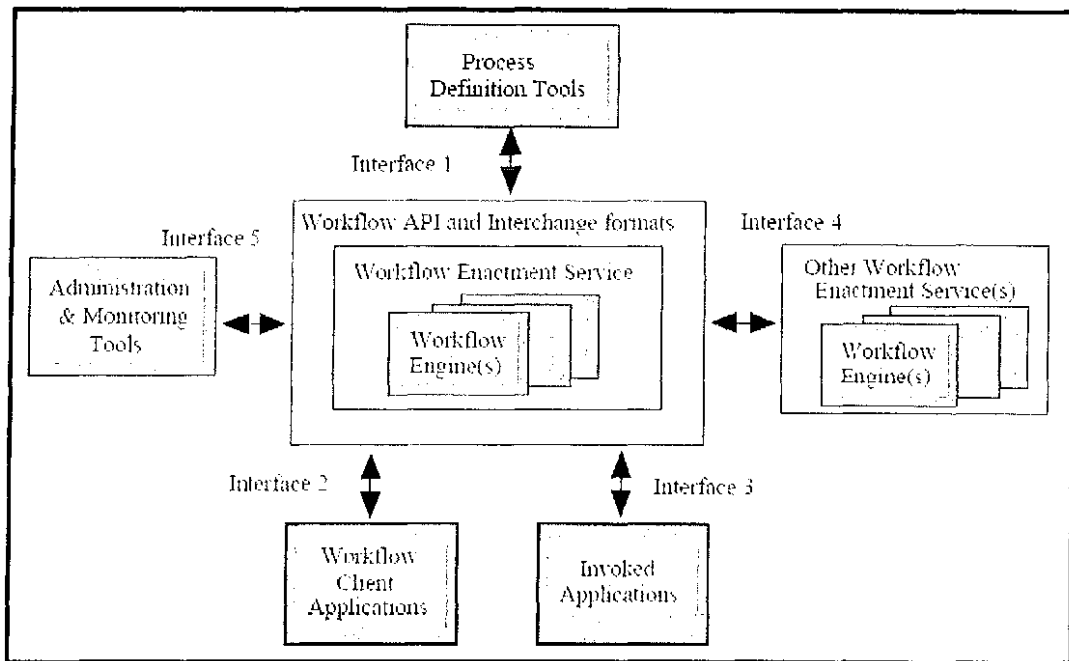 Process
Definition Tools
Interface 1
Workflow API and Interchange formats
Interface 4
Interface 5
Workflow Enactment Service
Other Workflow
Enactment Service(s)
Administration
& Monitoring
Tools
Workflow
Engine(s)
Workflow
Engine(s)
Interface 2
Interface 3
Workflow
Client
Applications
Invoked
Applications